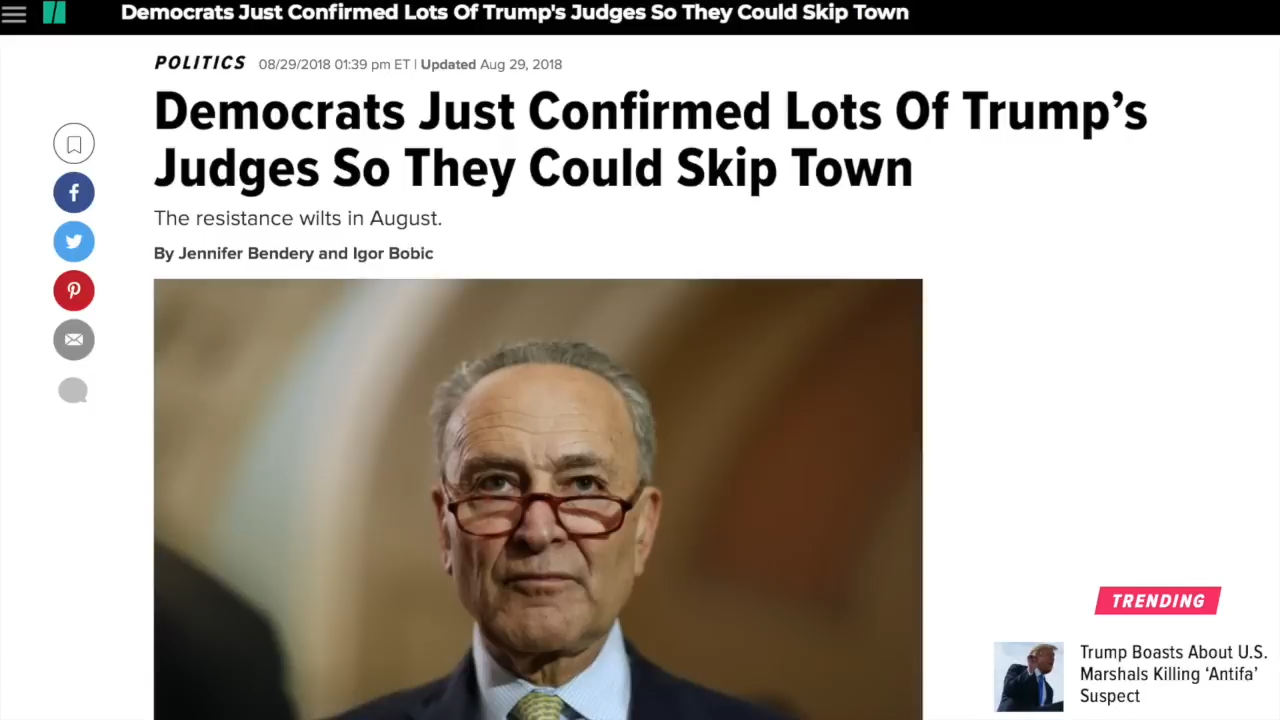 Democrats Just Confirmed Lots Of Trump's Judges So They Could Skip Town
POLITICS 08/29/2018 01:39 pm ET | Updated Aug 29, 2018
Democrats Just Confirmed Lots Of Trump’s
Judges So They Could Skip Town
The resistance wilts in August.
By Jennifer Bendery and Igor Bobic
TRENDING
Trump Boasts About U.S.
Marshals Killing ‘Antifa’
Suspect